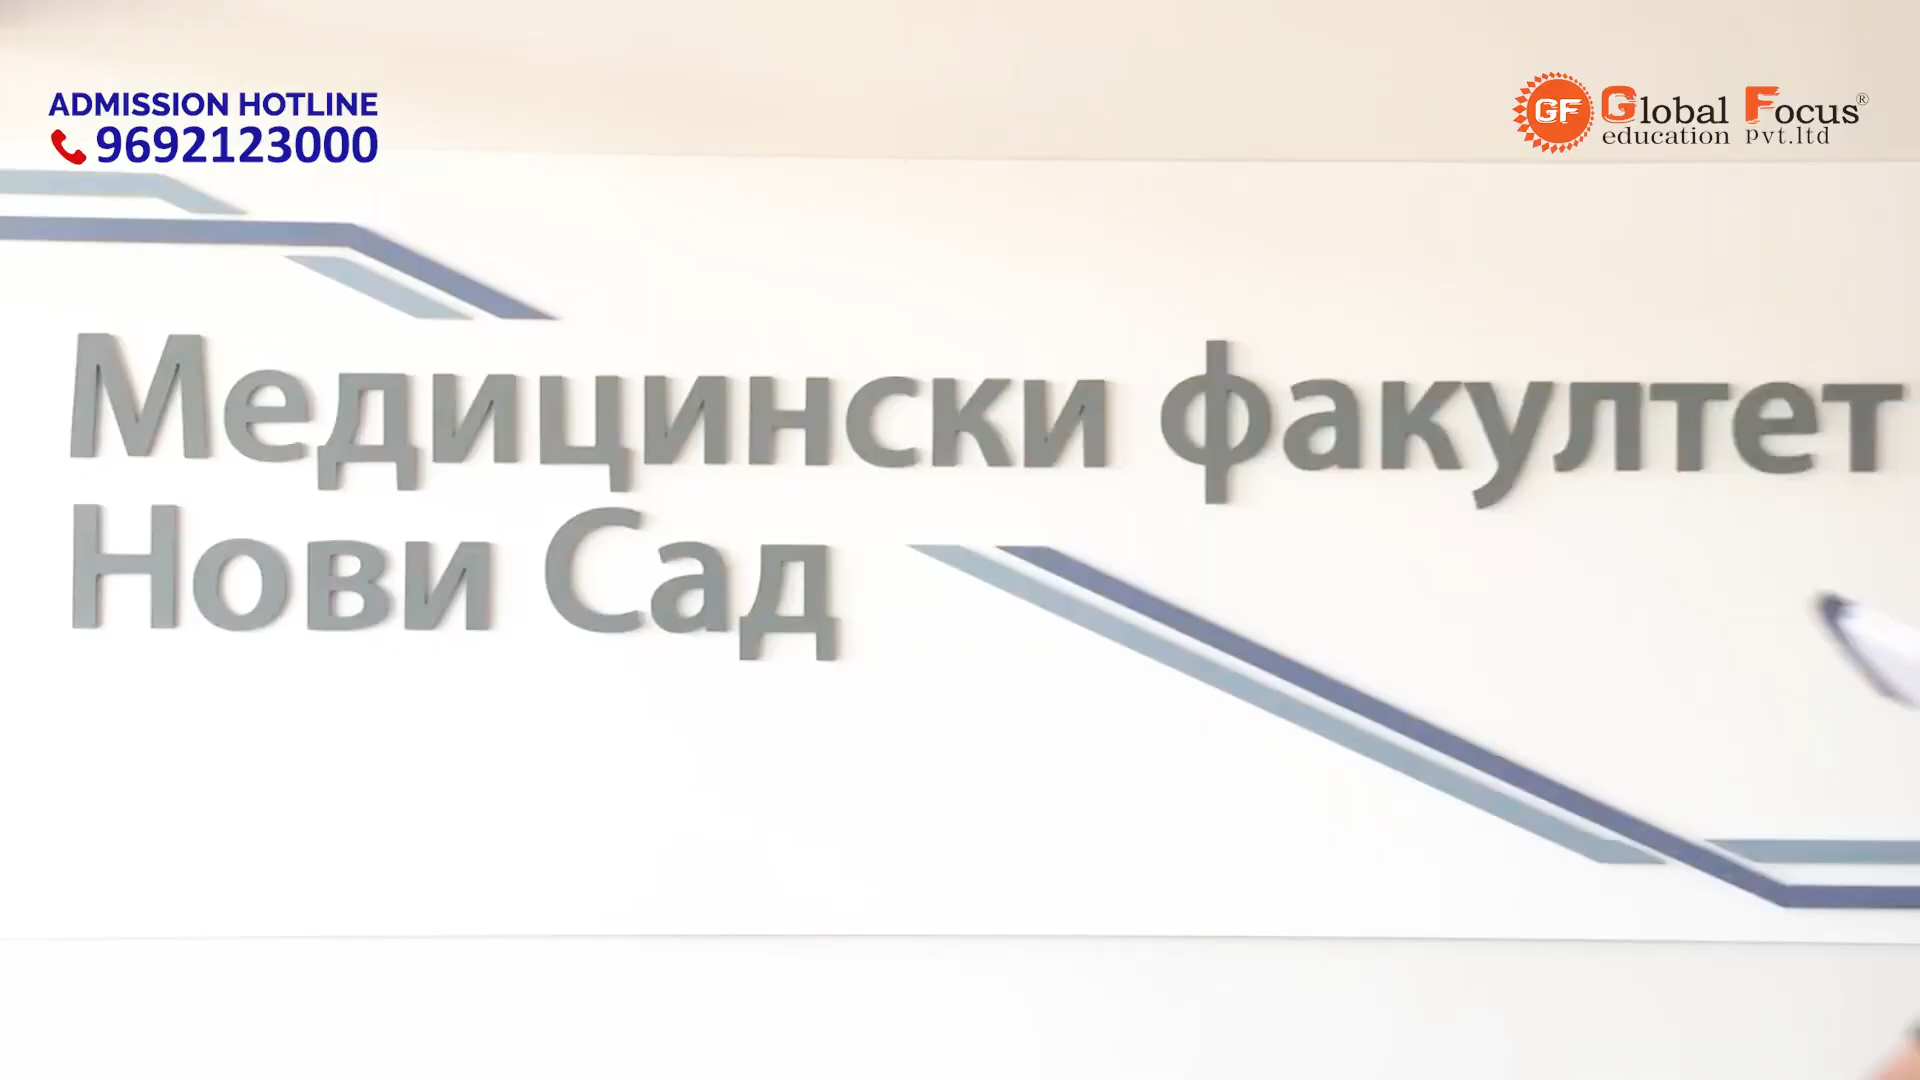 ADMISSION HOTLINE
9692123000
GF Global Focus®
education pvt.ltd
Медицински факултет
Нови Сад